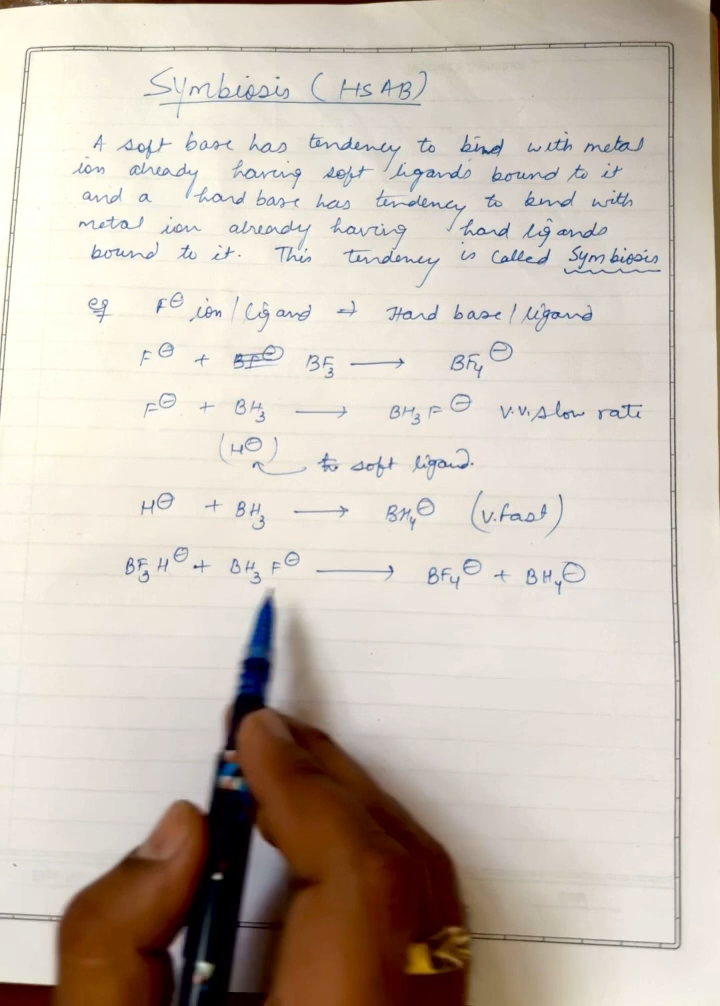 Symbiosis (HSAB)
A soft base has tendency to bind with metal
ion already having soft ligands bound to it
and a hard base has tendency to bind with
metal ion already having hard ligands
bound to it. This tendency is called Symbiosis
eg F⊖ ion/ligand → Hard base/ligand
F⊖ + BF₃ ⟶ BF₄⊖
F⊖ + BH₃ ⟶ BH₃F⊖ v.v.slow rate
(H⊖) soft ligand.
H⊖ + BH₃ ⟶ BH₄⊖ (v.fast)
BF₃H⊖ + BH₃F⊖ ⟶ BF₄⊖ + BH₄⊖